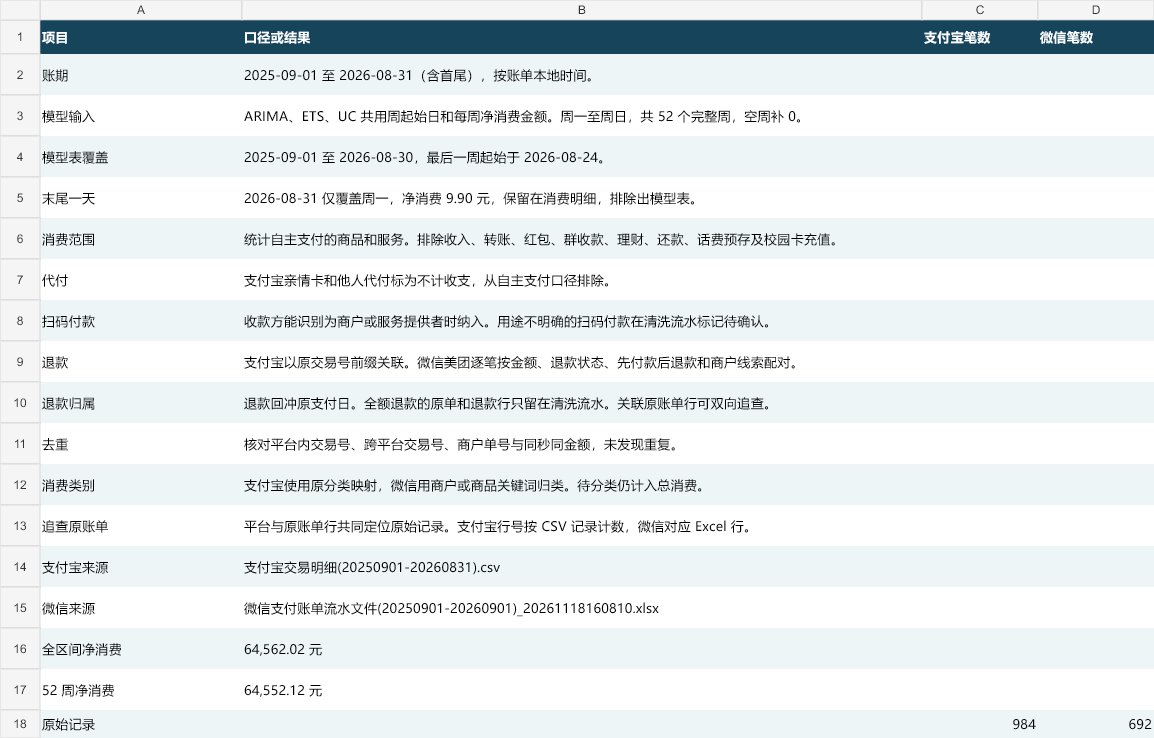 A B C D
1 项目 口径或结果 支付宝笔数 微信笔数
2 账期 2025-09-01 至 2026-08-31（含首尾），按账单本地时间。
3 模型输入 ARIMA、ETS、UC 共用周起始日和每周净消费金额。周一至周日，共 52 个完整周，空周补 0。
4 模型表覆盖 2025-09-01 至 2026-08-30，最后一周起始于 2026-08-24。
5 末尾一天 2026-08-31 仅覆盖周一，净消费 9.90 元，保留在消费明细，排除出模型表。
6 消费范围 统计自主支付的商品和服务。排除收入、转账、红包、群收款、理财、还款、话费预存及校园卡充值。
7 代付 支付宝亲情卡和他人代付标为不计收支，从自主支付口径排除。
8 扫码付款 收款方能识别为商户或服务提供者时纳入。用途不明确的扫码付款在清洗流水标记待确认。
9 退款 支付宝以原交易号前缀关联。微信美团逐笔按金额、退款状态、先付款后退款和商户线索配对。
10 退款归属 退款回冲原支付日。全额退款的原单和退款行只留在清洗流水。关联原账单行可双向追查。
11 去重 核对平台内交易号、跨平台交易号、商户单号与同秒同金额，未发现重复。
12 消费类别 支付宝使用原分类映射，微信用商户或商品关键词归类。待分类仍计入总消费。
13 追查原账单 平台与原账单行共同定位原始记录。支付宝行号按 CSV 记录计数，微信对应 Excel 行。
14 支付宝来源 支付宝交易明细(20250901-20260831).csv
15 微信来源 微信支付账单流水文件(20250901-20260901)_20261118160810.xlsx
16 全区间净消费 64,562.02 元
17 52 周净消费 64,552.12 元
18 原始记录 984 692